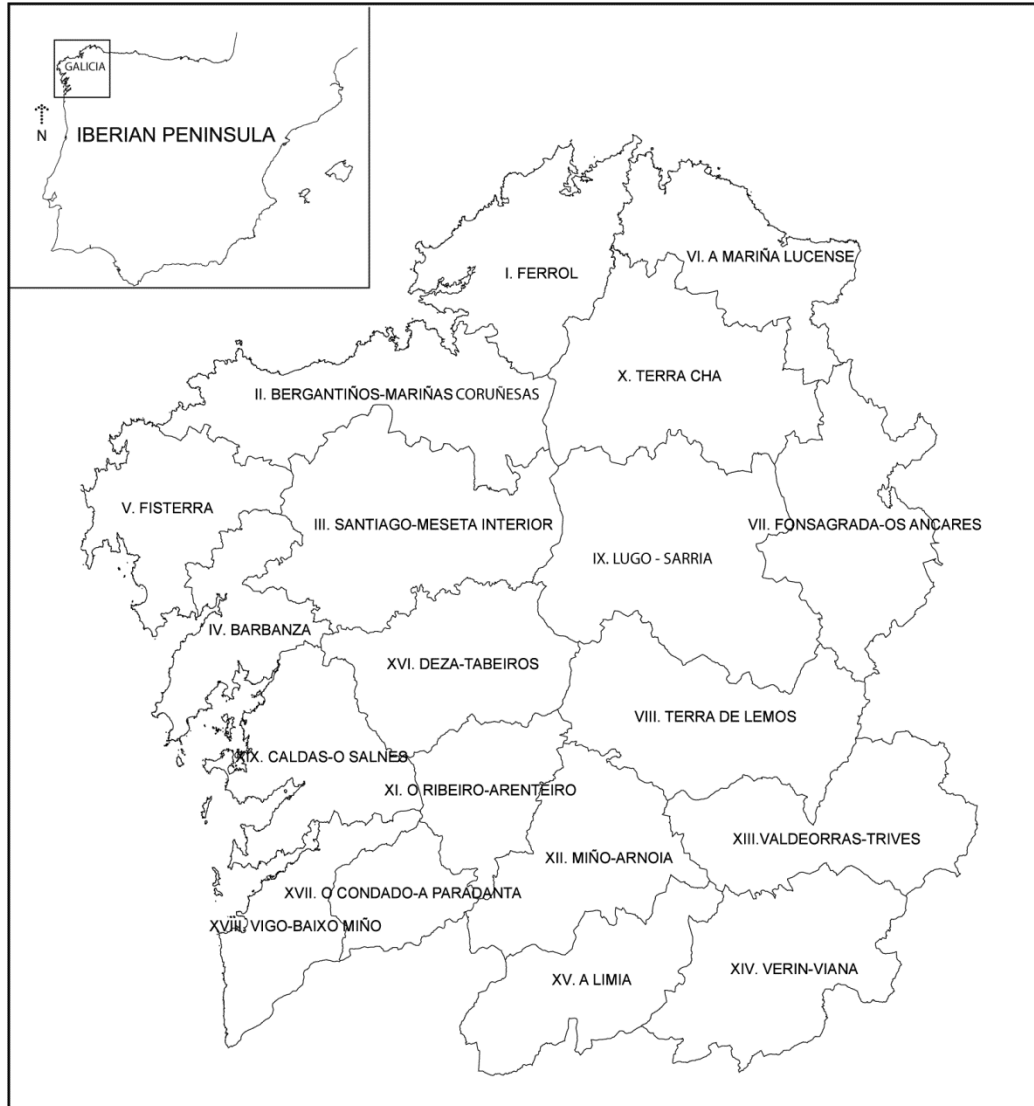 GALICIA
N
IBERIAN PENINSULA
VI. A MARIÑA LUCENSE
I. FERROL
X. TERRA CHA
II. BERGANTIÑOS-MARIÑAS CORUÑESAS
V. FISTERRA
III. SANTIAGO-MESETA INTERIOR
VII. FONSAGRADA-OS ANCARES
IX. LUGO - SARRIA
IV. BARBANZA
XVI. DEZA-TABEIROS
VIII. TERRA DE LEMOS
XIX. CALDAS-O SALNES
XI. O RIBEIRO-ARENTEIRO
XIII.VALDEORRAS-TRIVES
XII. MIÑO-ARNOIA
XVII. O CONDADO-A PARADANTA
XVIII. VIGO-BAIXO MIÑO
XIV. VERIN-VIANA
XV. A LIMIA